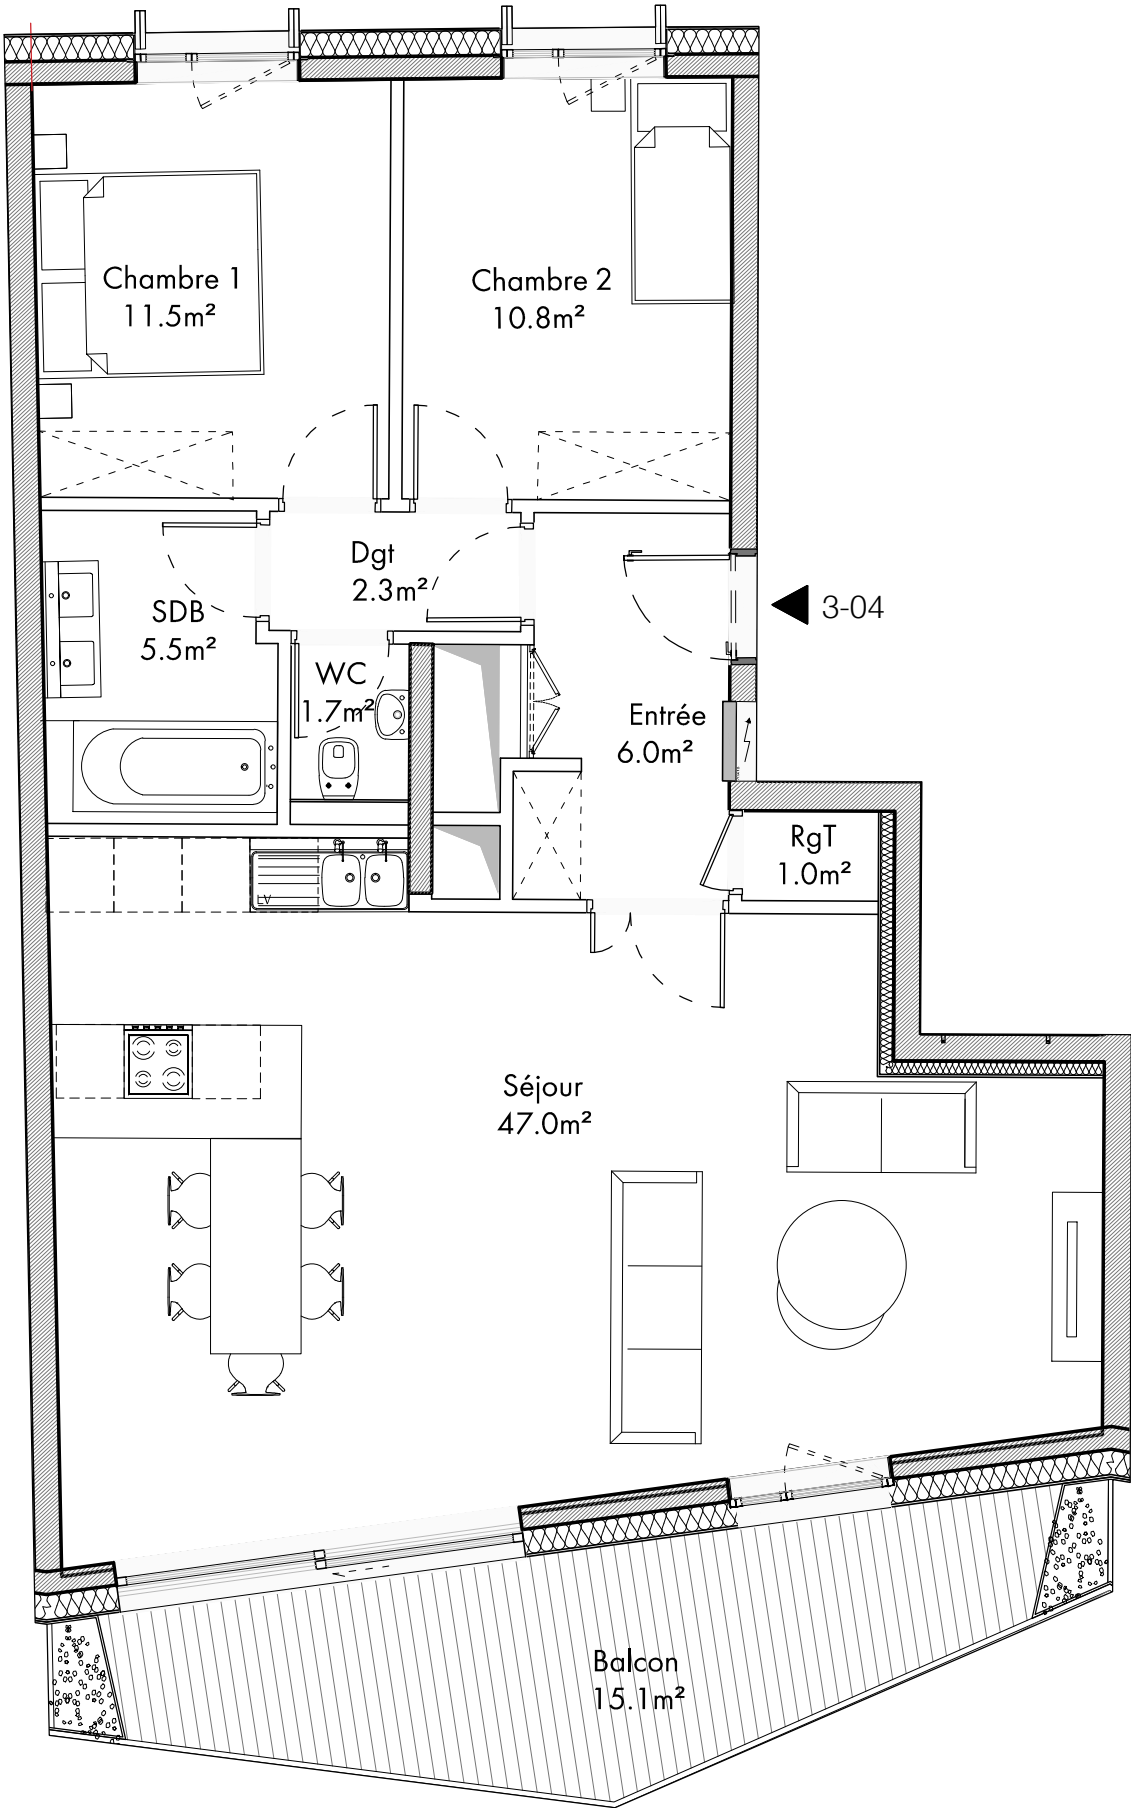 Chambre 1
11.5m²
Chambre 2
10.8m²
Dgt
2.3m²
SDB
5.5m²
3-04
WC
1.7m²
Entrée
6.0m²
RgT
1.0m²
LV
Séjour
47.0m²
Balcon
15.1m²